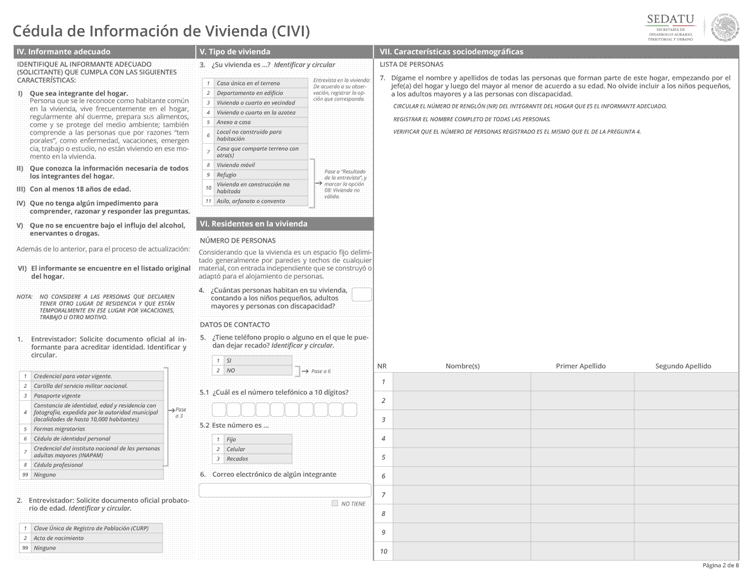 Cédula de Información de Vivienda (CIVI)
SEDATU
SECRETARÍA DE
DESARROLLO AGRARIO,
TERRITORIAL Y URBANO
IV. Informante adecuado
IDENTIFIQUE AL INFORMANTE ADECUADO
(SOLICITANTE) QUE CUMPLA CON LAS SIGUIENTES
CARACTERÍSTICAS:
I) Que sea integrante del hogar.
Persona que se le reconoce como habitante común
en la vivienda, vive frecuentemente en el hogar,
regularmente ahí duerme, prepara sus alimentos,
come y se protege del medio ambiente; también
comprende a las personas que por razones "tem
porales", como enfermedad, vacaciones, emergen
cia, trabajo o estudio, no están viviendo en ese mo-
mento en la vivienda.
II) Que conozca la información necesaria de todos
los integrantes del hogar.
III) Con al menos 18 años de edad.
IV) Que no tenga algún impedimento para
comprender, razonar y responder las preguntas.
V) Que no se encuentre bajo el influjo del alcohol,
enervantes o drogas.
Además de lo anterior, para el proceso de actualización:
VI) El informante se encuentre en el listado original
del hogar.
NOTA: NO CONSIDERE A LAS PERSONAS QUE DECLAREN
TENER OTRO LUGAR DE RESIDENCIA Y QUE ESTÁN
TEMPORALMENTE EN ESE LUGAR POR VACACIONES,
TRABAJO U OTRO MOTIVO.
1. Entrevistador: Solicite documento oficial al in-
formante para acreditar identidad. Identificar y
circular.
1 Credencial para votar vigente.
2 Cartilla del servicio militar nacional.
3 Pasaporte vigente
4 Constancia de identidad, edad y residencia con
fotografía, expedida por la autoridad municipal
(localidades de hasta 10,000 habitantes)
5 Formas migratorias
6 Cédula de identidad personal
7 Credencial del instituto nacional de las personas
adultas mayores (INAPAM)
8 Cédula profesional
99 Ninguno
Pase
a 3
2. Entrevistador: Solicite documento oficial probato-
rio de edad. Identificar y circular.
1 Clave Única de Registro de Población (CURP)
2 Acta de nacimiento
99 Ninguno
V. Tipo de vivienda
3. ¿Su vivienda es ...? Identificar y circular
1 Casa única en el terreno
2 Departamento en edificio
3 Vivienda o cuarto en vecindad
4 Vivienda o cuarto en la azotea
5 Anexo a casa
6 Local no construido para
habitación
7 Casa que comparte terreno con
otra(s)
8 Vivienda móvil
9 Refugio
10 Vivienda en construcción no
habitada
11 Asilo, orfanato o convento
Entrevista en la vivienda:
De acuerdo a su obser-
vación, registrar la op-
ción que corresponda.
Pase a "Resultado
de la entrevista", y
marcar la opción
08: Vivienda no
válida.
VI. Residentes en la vivienda
NÚMERO DE PERSONAS
Considerando que la vivienda es un espacio fijo delimi-
tado generalmente por paredes y techos de cualquier
material, con entrada independiente que se construyó o
adaptó para el alojamiento de personas.
4. ¿Cuántas personas habitan en su vivienda,
contando a los niños pequeños, adultos
mayores y personas con discapacidad?
DATOS DE CONTACTO
5. ¿Tiene teléfono propio o alguno en el que le pue-
dan dejar recado? Identificar y circular.
1 SI
2 NO
Pase a 6
5.1 ¿Cuál es el número telefónico a 10 dígitos?
5.2 Este número es ...
1 Fijo
2 Celular
3 Recados
6. Correo electrónico de algún integrante
NO TIENE
VII. Características sociodemográficas
LISTA DE PERSONAS
7. Dígame el nombre y apellidos de todas las personas que forman parte de este hogar, empezando por el
jefe(a) del hogar y luego del mayor al menor de acuerdo a su edad. No olvide incluir a los niños pequeños,
a los adultos mayores y a las personas con discapacidad.
CIRCULAR EL NÚMERO DE RENGLÓN (NR) DEL INTEGRANTE DEL HOGAR QUE ES EL INFORMANTE ADECUADO.
REGISTRAR EL NOMBRE COMPLETO DE TODAS LAS PERSONAS.
VERIFICAR QUE EL NÚMERO DE PERSONAS REGISTRADO ES EL MISMO QUE EL DE LA PREGUNTA 4.
NR Nombre(s) Primer Apellido Segundo Apellido
1
2
3
4
5
6
7
8
9
10
Página 2 de 8